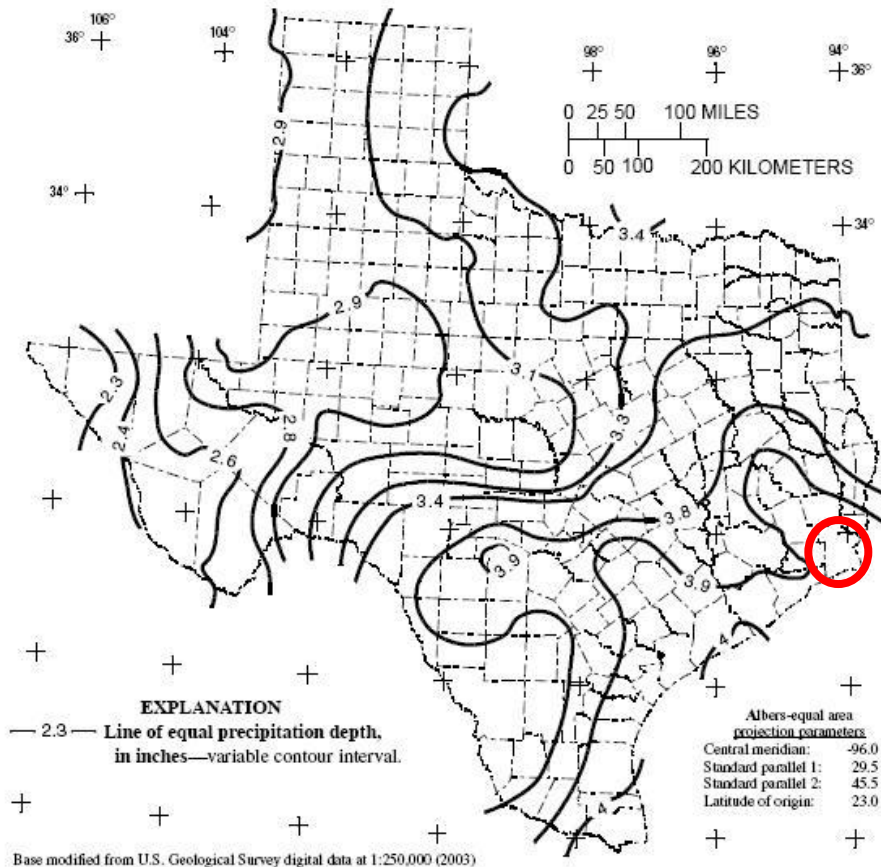 106°
36°
104°
98°
96°
94°
36°
0 25 50 100 MILES
0 50 100 200 KILOMETERS
2.9
34°
3.4
34°
2.9
3.1
2.3
2.4
2.8
2.6
3.3
3.4
3.8
3.9
3.9
4
4
EXPLANATION
2.3 Line of equal precipitation depth,
in inches—variable contour interval.
Albers-equal area
projection parameters
Central meridian: -96.0
Standard parallel 1: 29.5
Standard parallel 2: 45.5
Latitude of origin: 23.0
Base modified from U.S. Geological Survey digital data at 1:250,000 (2003)